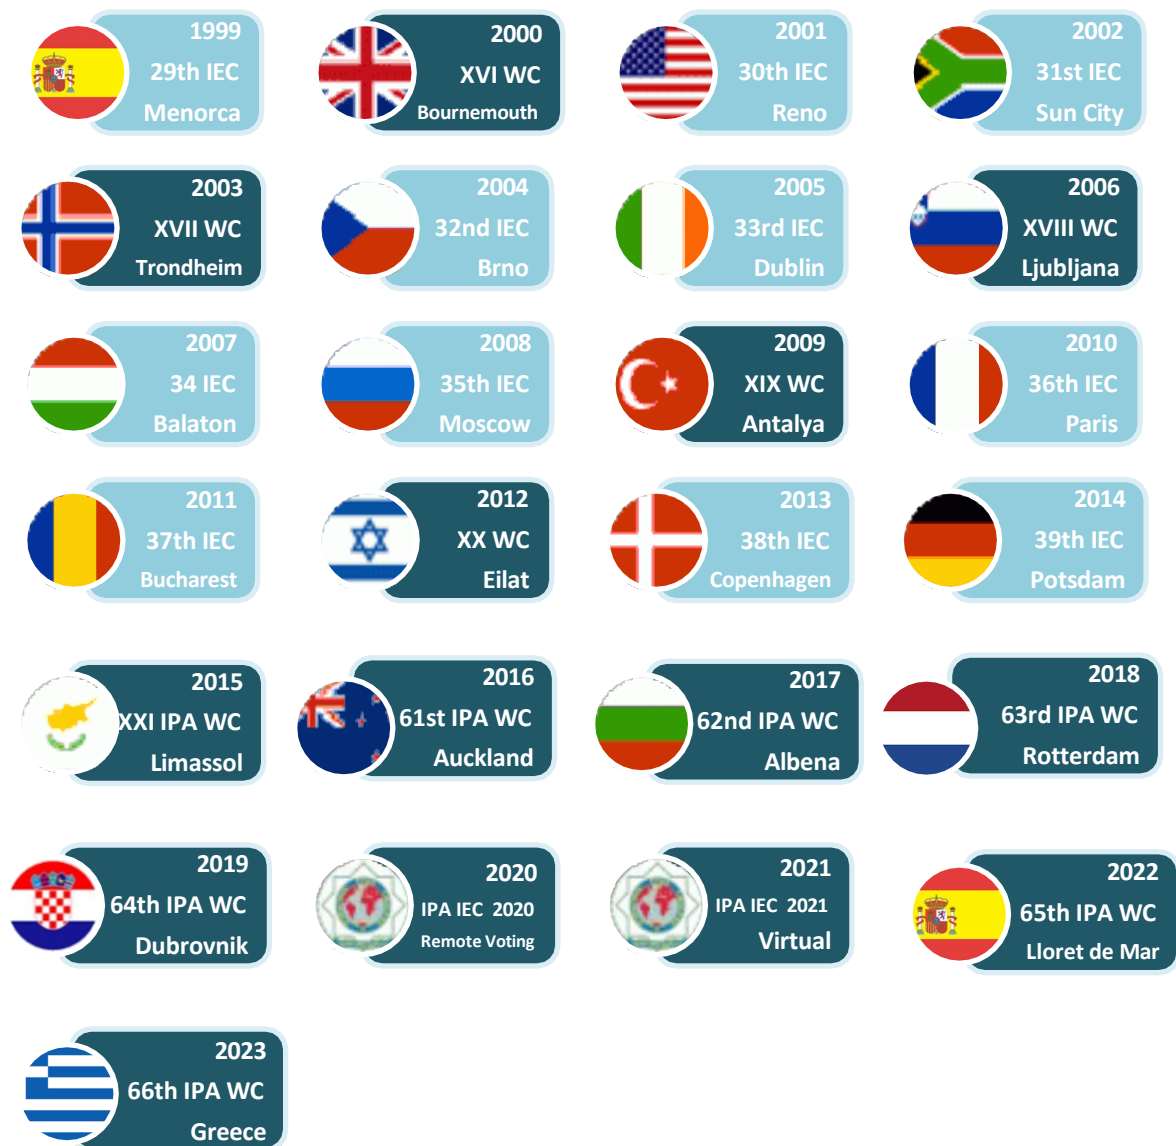 1999
29th IEC
Menorca
2000
XVI WC
Bournemouth
2001
30th IEC
Reno
2002
31st IEC
Sun City
2003
XVII WC
Trondheim
2004
32nd IEC
Brno
2005
33rd IEC
Dublin
2006
XVIII WC
Ljubljana
2007
34 IEC
Balaton
2008
35th IEC
Moscow
2009
XIX WC
Antalya
2010
36th IEC
Paris
2011
37th IEC
Bucharest
2012
XX WC
Eilat
2013
38th IEC
Copenhagen
2014
39th IEC
Potsdam
2015
XXI IPA WC
Limassol
2016
61st IPA WC
Auckland
2017
62nd IPA WC
Albena
2018
63rd IPA WC
Rotterdam
2019
64th IPA WC
Dubrovnik
2020
IPA IEC 2020
Remote Voting
2021
IPA IEC 2021
Virtual
2022
65th IPA WC
Lloret de Mar
2023
66th IPA WC
Greece